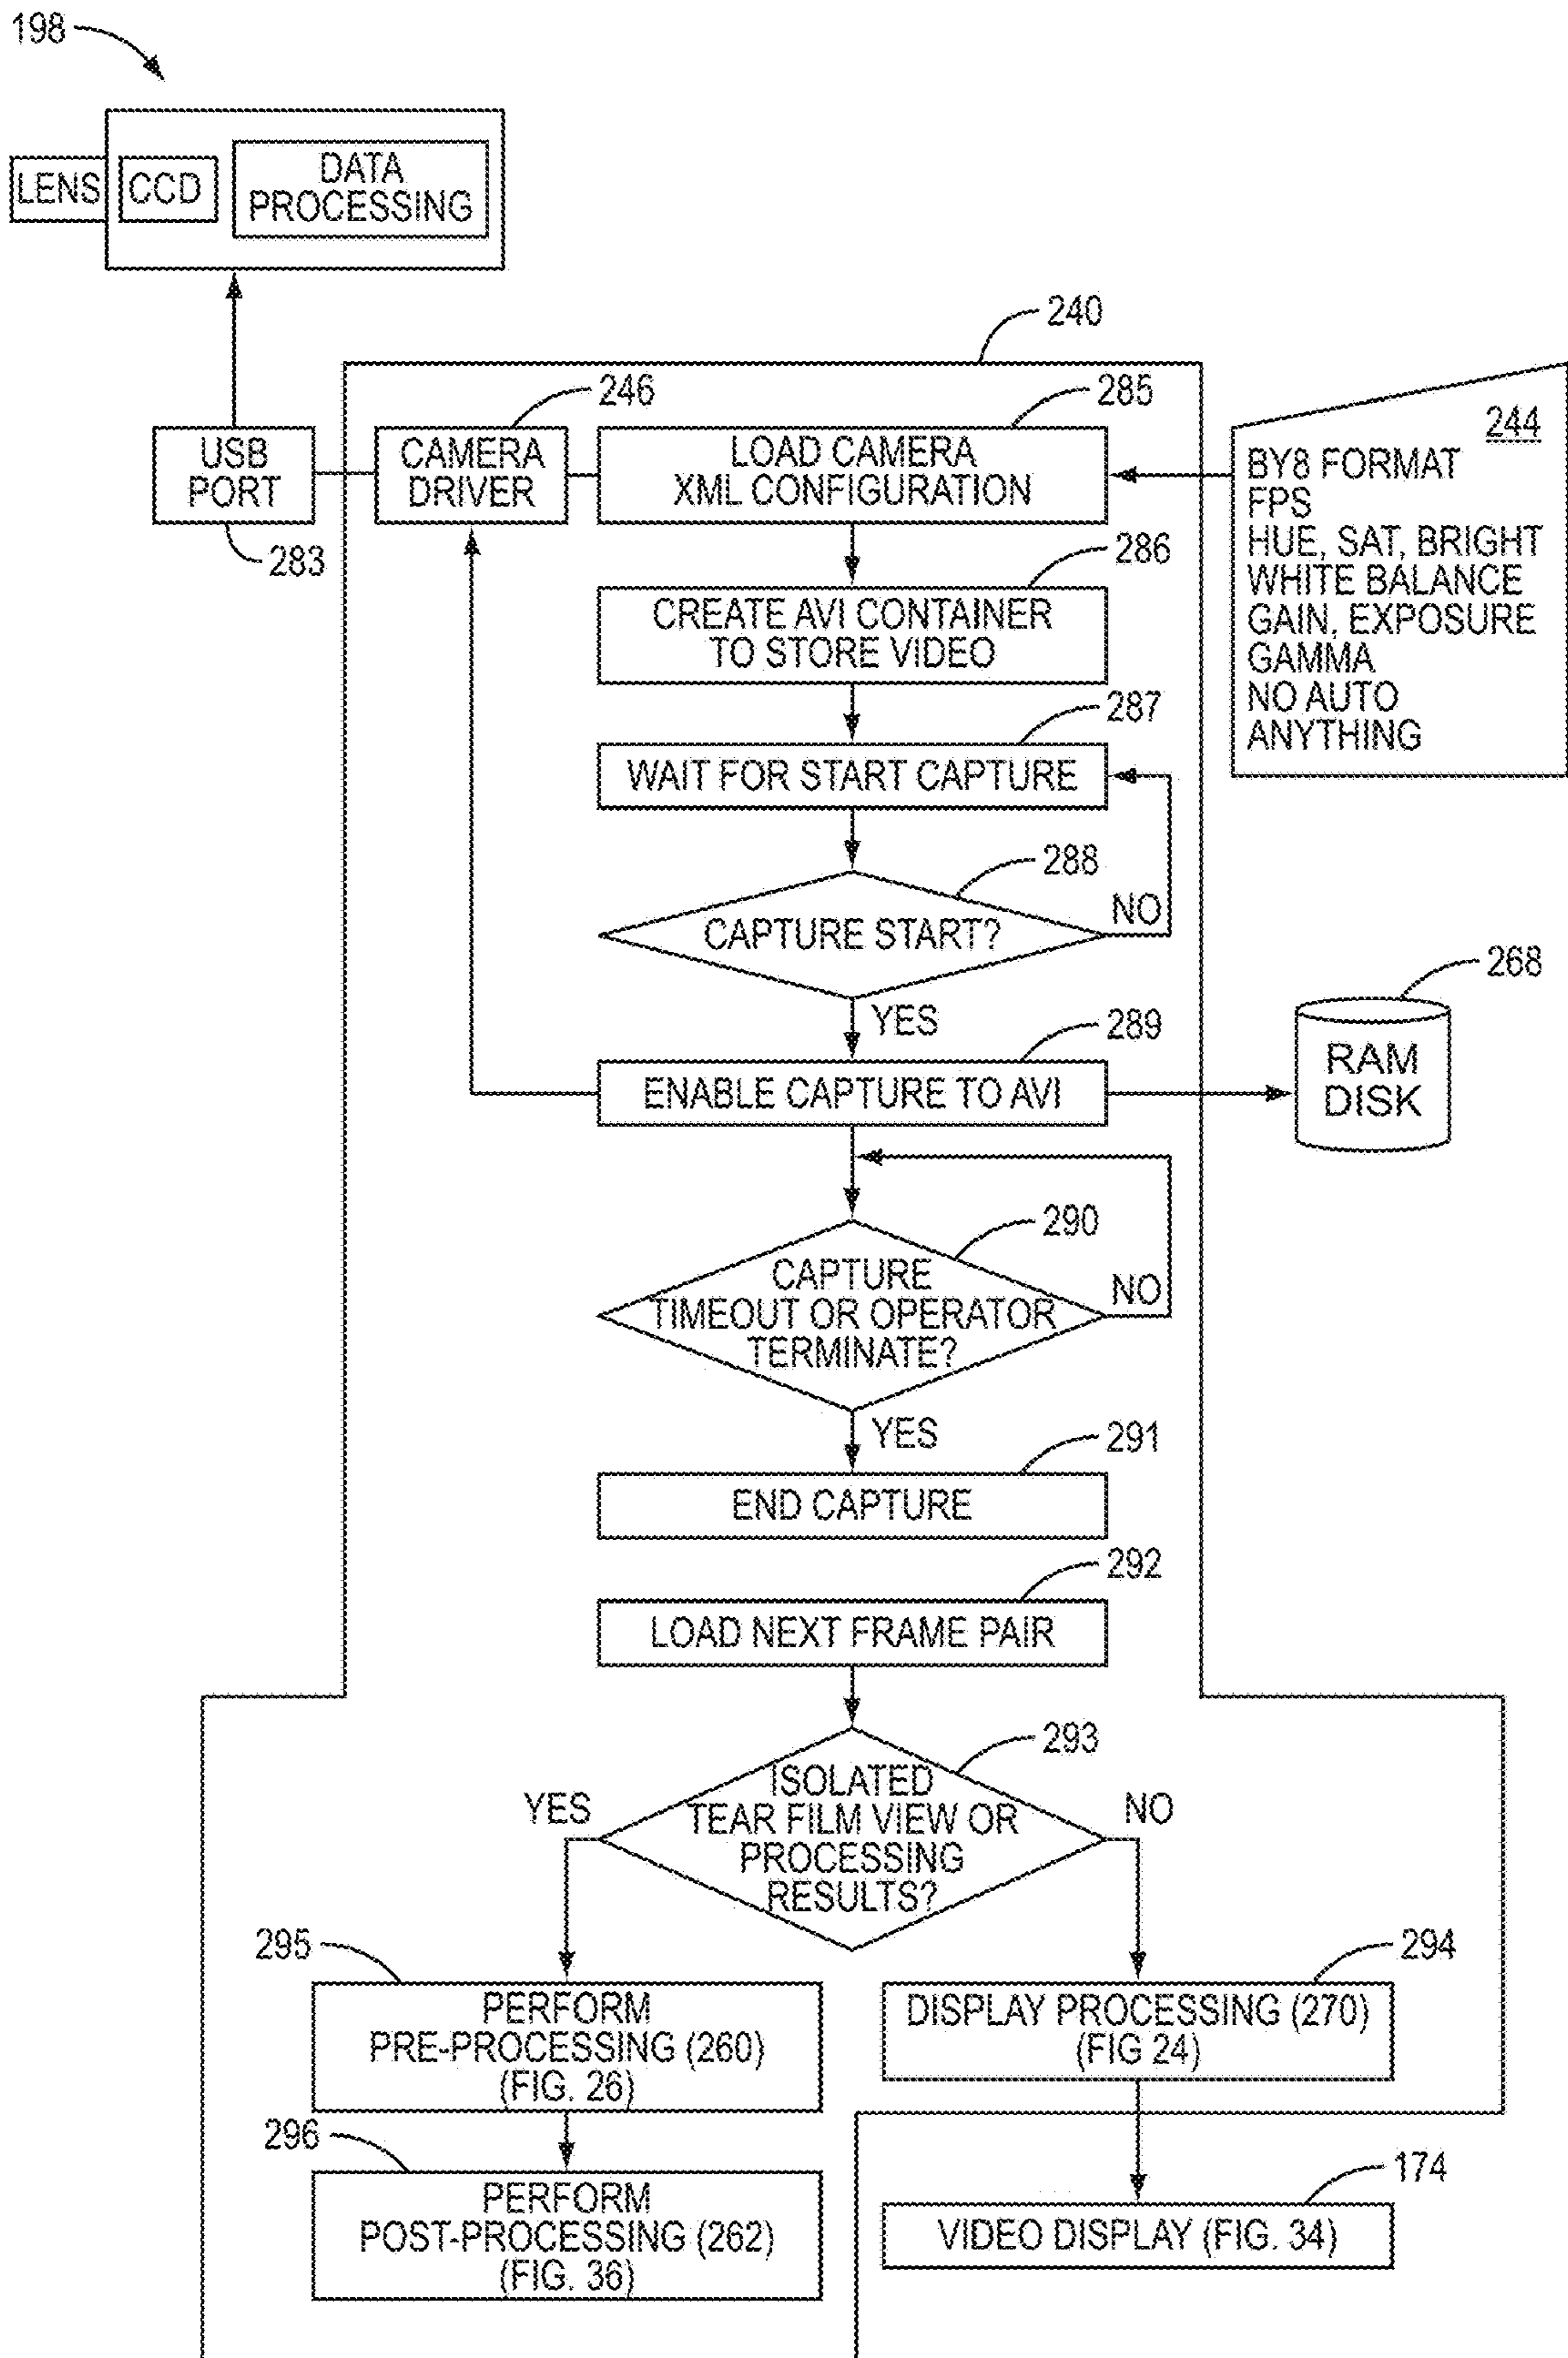 198
LENS
CCD
DATA
PROCESSING
240
246
285
244
USB
PORT
CAMERA
DRIVER
LOAD CAMERA
XML CONFIGURATION
BY8 FORMAT
FPS
HUE, SAT, BRIGHT
WHITE BALANCE
GAIN, EXPOSURE
GAMMA
NO AUTO
ANYTHING
283
286
CREATE AVI CONTAINER
TO STORE VIDEO
287
WAIT FOR START CAPTURE
288
NO
CAPTURE START?
268
YES
289
RAM
DISK
ENABLE CAPTURE TO AVI
290
NO
CAPTURE
TIMEOUT OR OPERATOR
TERMINATE?
YES
291
END CAPTURE
292
LOAD NEXT FRAME PAIR
293
YES
ISOLATED
TEAR FILM VIEW OR
PROCESSING
RESULTS?
NO
295
294
PERFORM
PRE-PROCESSING (260)
(FIG. 26)
DISPLAY PROCESSING (270)
(FIG 24)
296
174
PERFORM
POST-PROCESSING (262)
(FIG. 36)
VIDEO DISPLAY (FIG. 34)